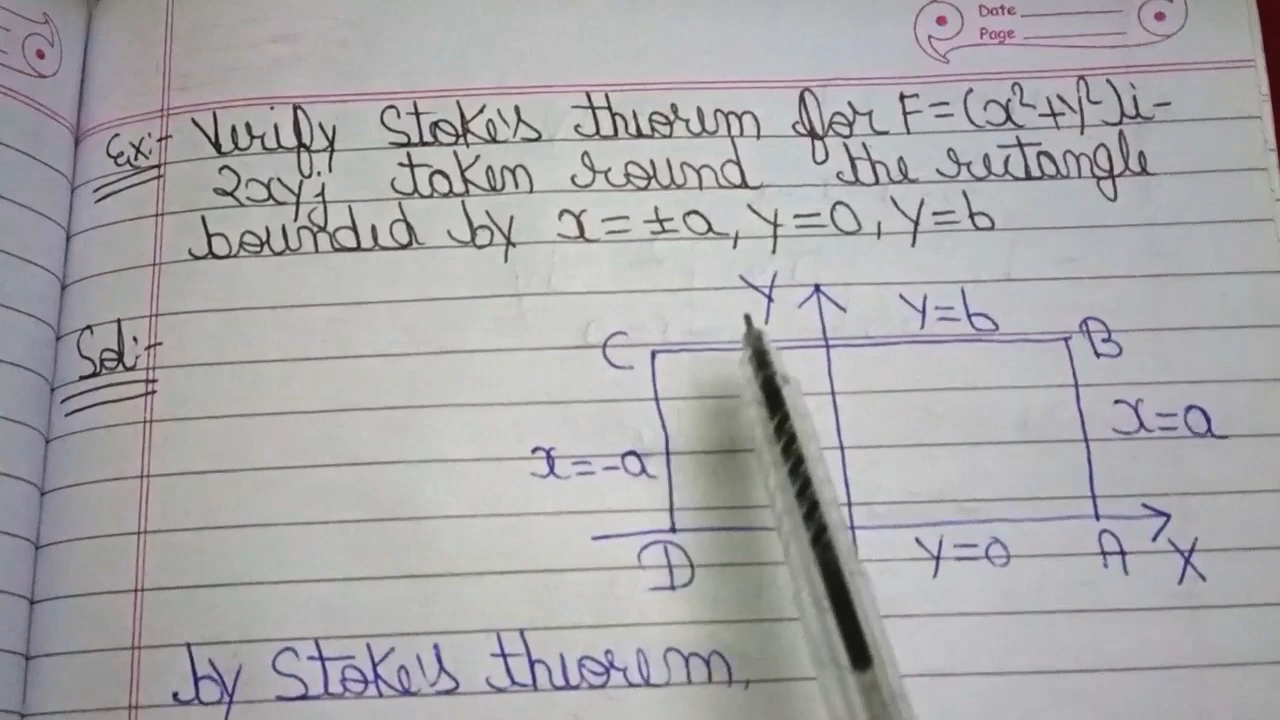 Date
Page
Ex:- Verify Stoke's theorem for F=(x²+y²)i-
2xyj taken round the rectangle
bounded by x=±a, y=0, y=b
Sol:-
Y
y=b
C
B
x=a
x=-a
D
y=0
A
X
by Stoke's theorem,